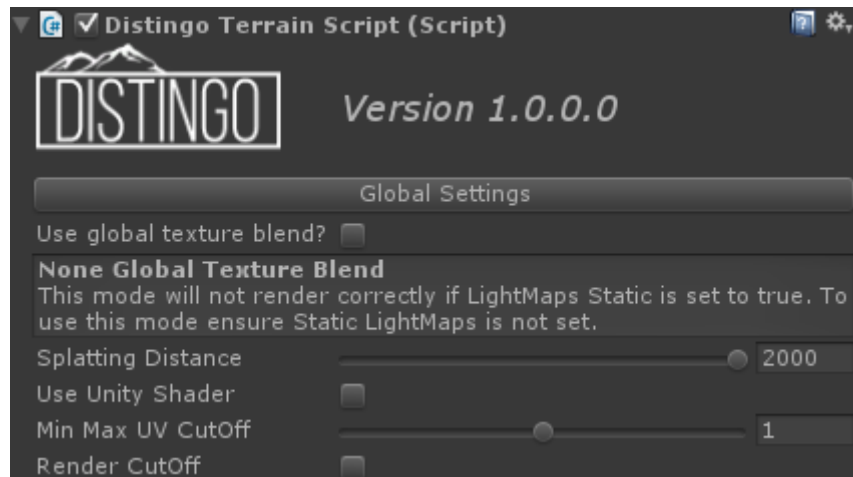 Distingo Terrain Script (Script)
DISTINGO
Version 1.0.0.0
Global Settings
Use global texture blend?
None Global Texture Blend
This mode will not render correctly if LightMaps Static is set to true. To
use this mode ensure Static LightMaps is not set.
Splatting Distance 2000
Use Unity Shader
Min Max UV CutOff 1
Render CutOff